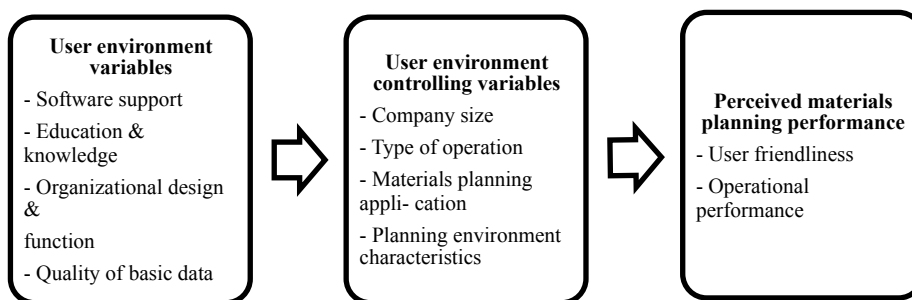 User environment
variables
- Software support
- Education &
knowledge
- Organizational design
&
function
- Quality of basic data
User environment
controlling variables
- Company size
- Type of operation
- Materials planning
appli- cation
- Planning environment
characteristics
Perceived materials
planning performance
- User friendliness
- Operational
performance